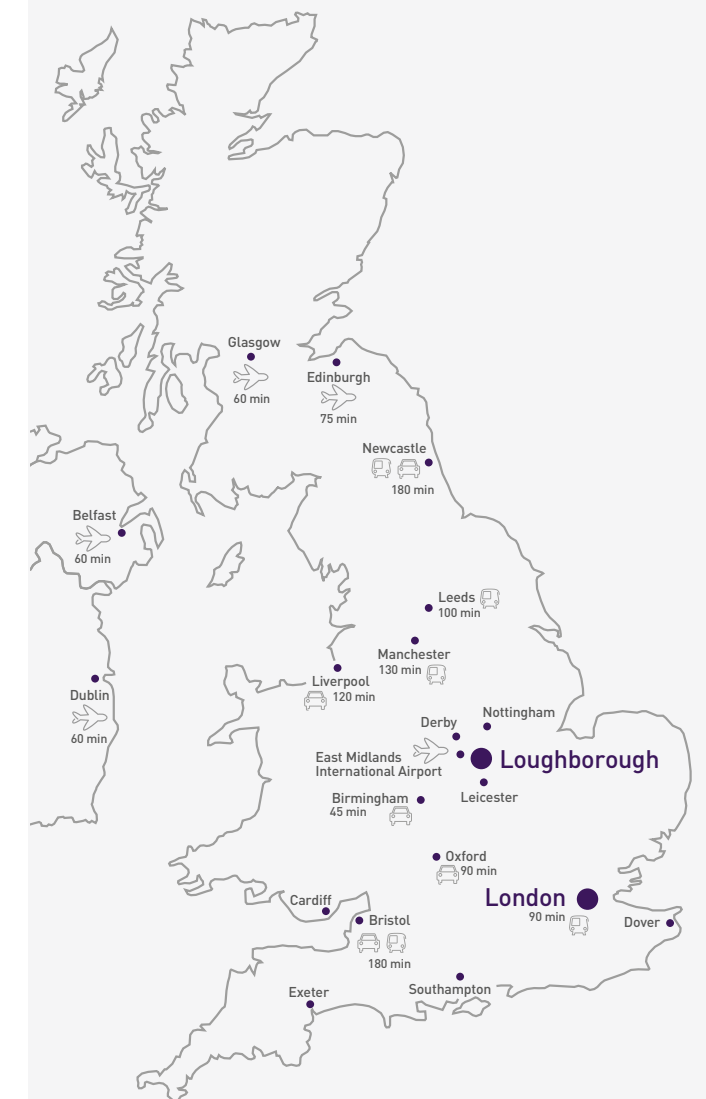 Glasgow
60 min
Edinburgh
75 min
Newcastle
180 min
Belfast
60 min
Leeds
100 min
Manchester
130 min
Liverpool
120 min
Dublin
60 min
Nottingham
Derby
East Midlands
International Airport
Loughborough
Leicester
Birmingham
45 min
Oxford
90 min
London
90 min
Cardiff
Bristol
180 min
Dover
Southampton
Exeter